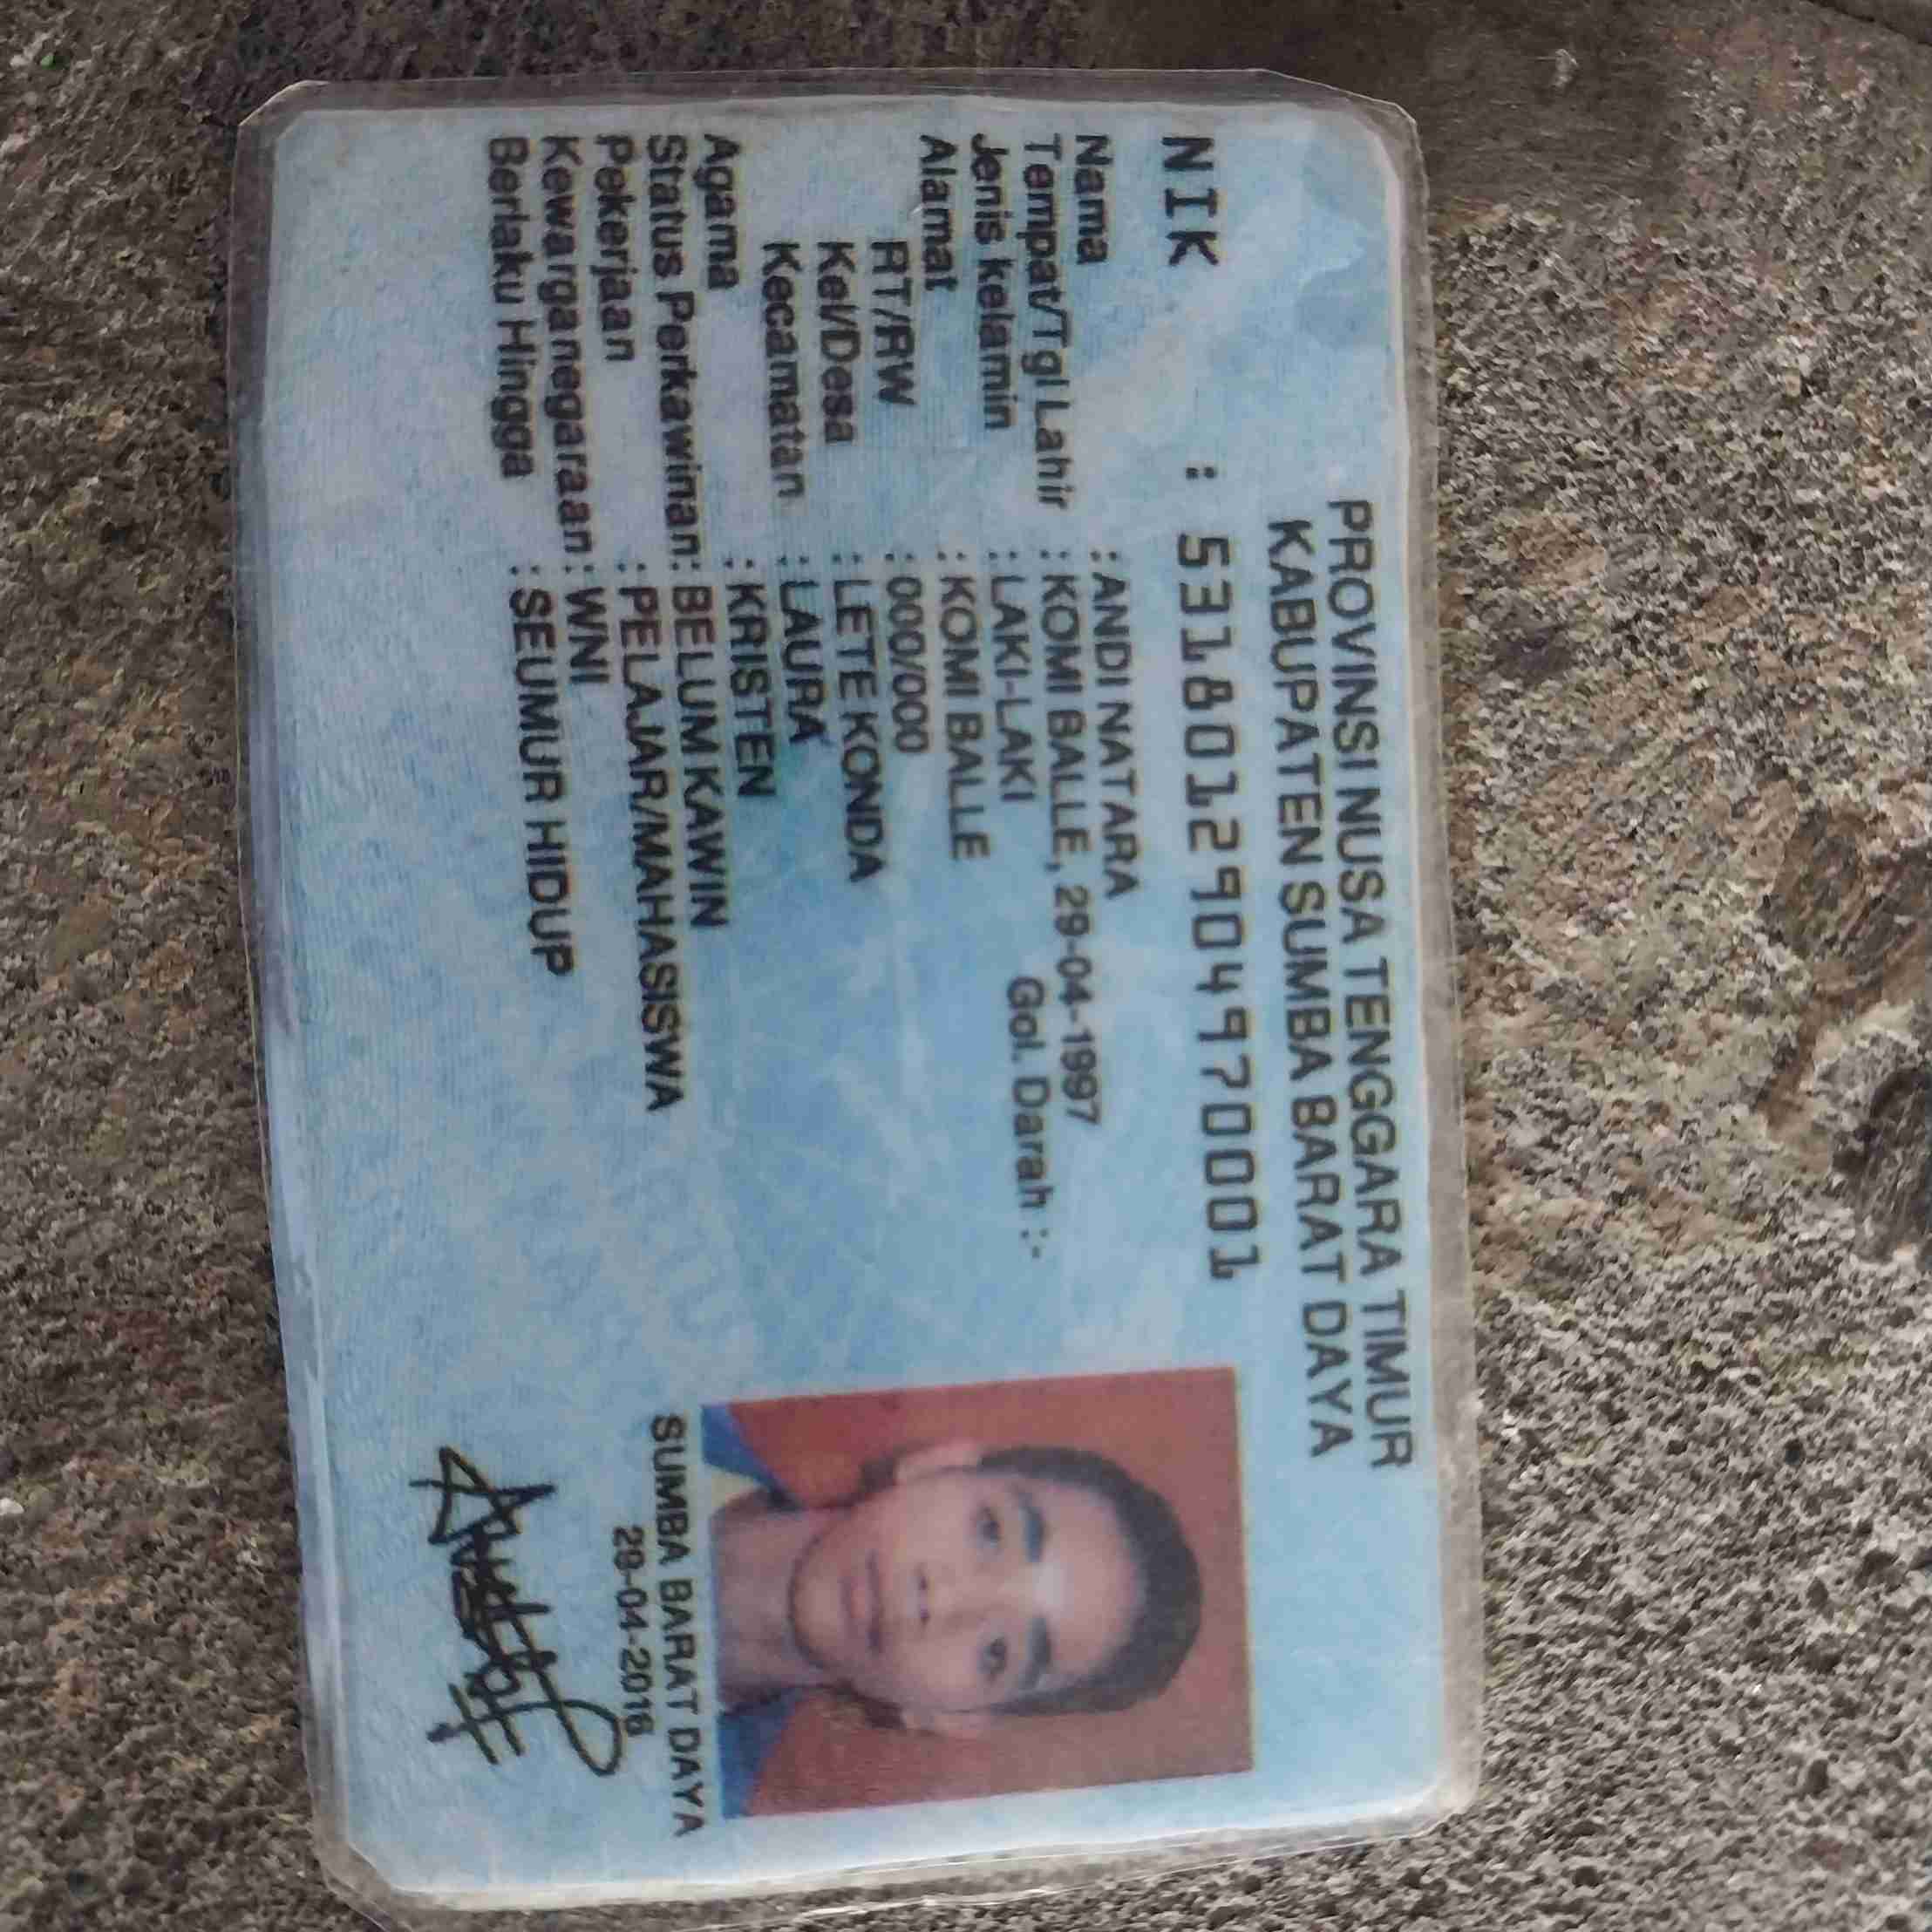 PROVINSI NUSA TENGGARA TIMUR
KABUPATEN SUMBA BARAT DAYA
NIK : 5318012904970001
Nama : ANDI NATARA
Tempat/Tgl Lahir : KOMI BALLE, 29-04-1997
Jenis kelamin : LAKI-LAKI Gol. Darah :-
Alamat : KOMI BALLE
RT/RW : 000/000
Kel/Desa : LETE KONDA
Kecamatan : LAURA
Agama : KRISTEN
Status Perkawinan: BELUM KAWIN
Pekerjaan : PELAJAR/MAHASISWA
Kewarganegaraan: WNI
Berlaku Hingga : SEUMUR HIDUP
SUMBA BARAT DAYA
28-04-2016